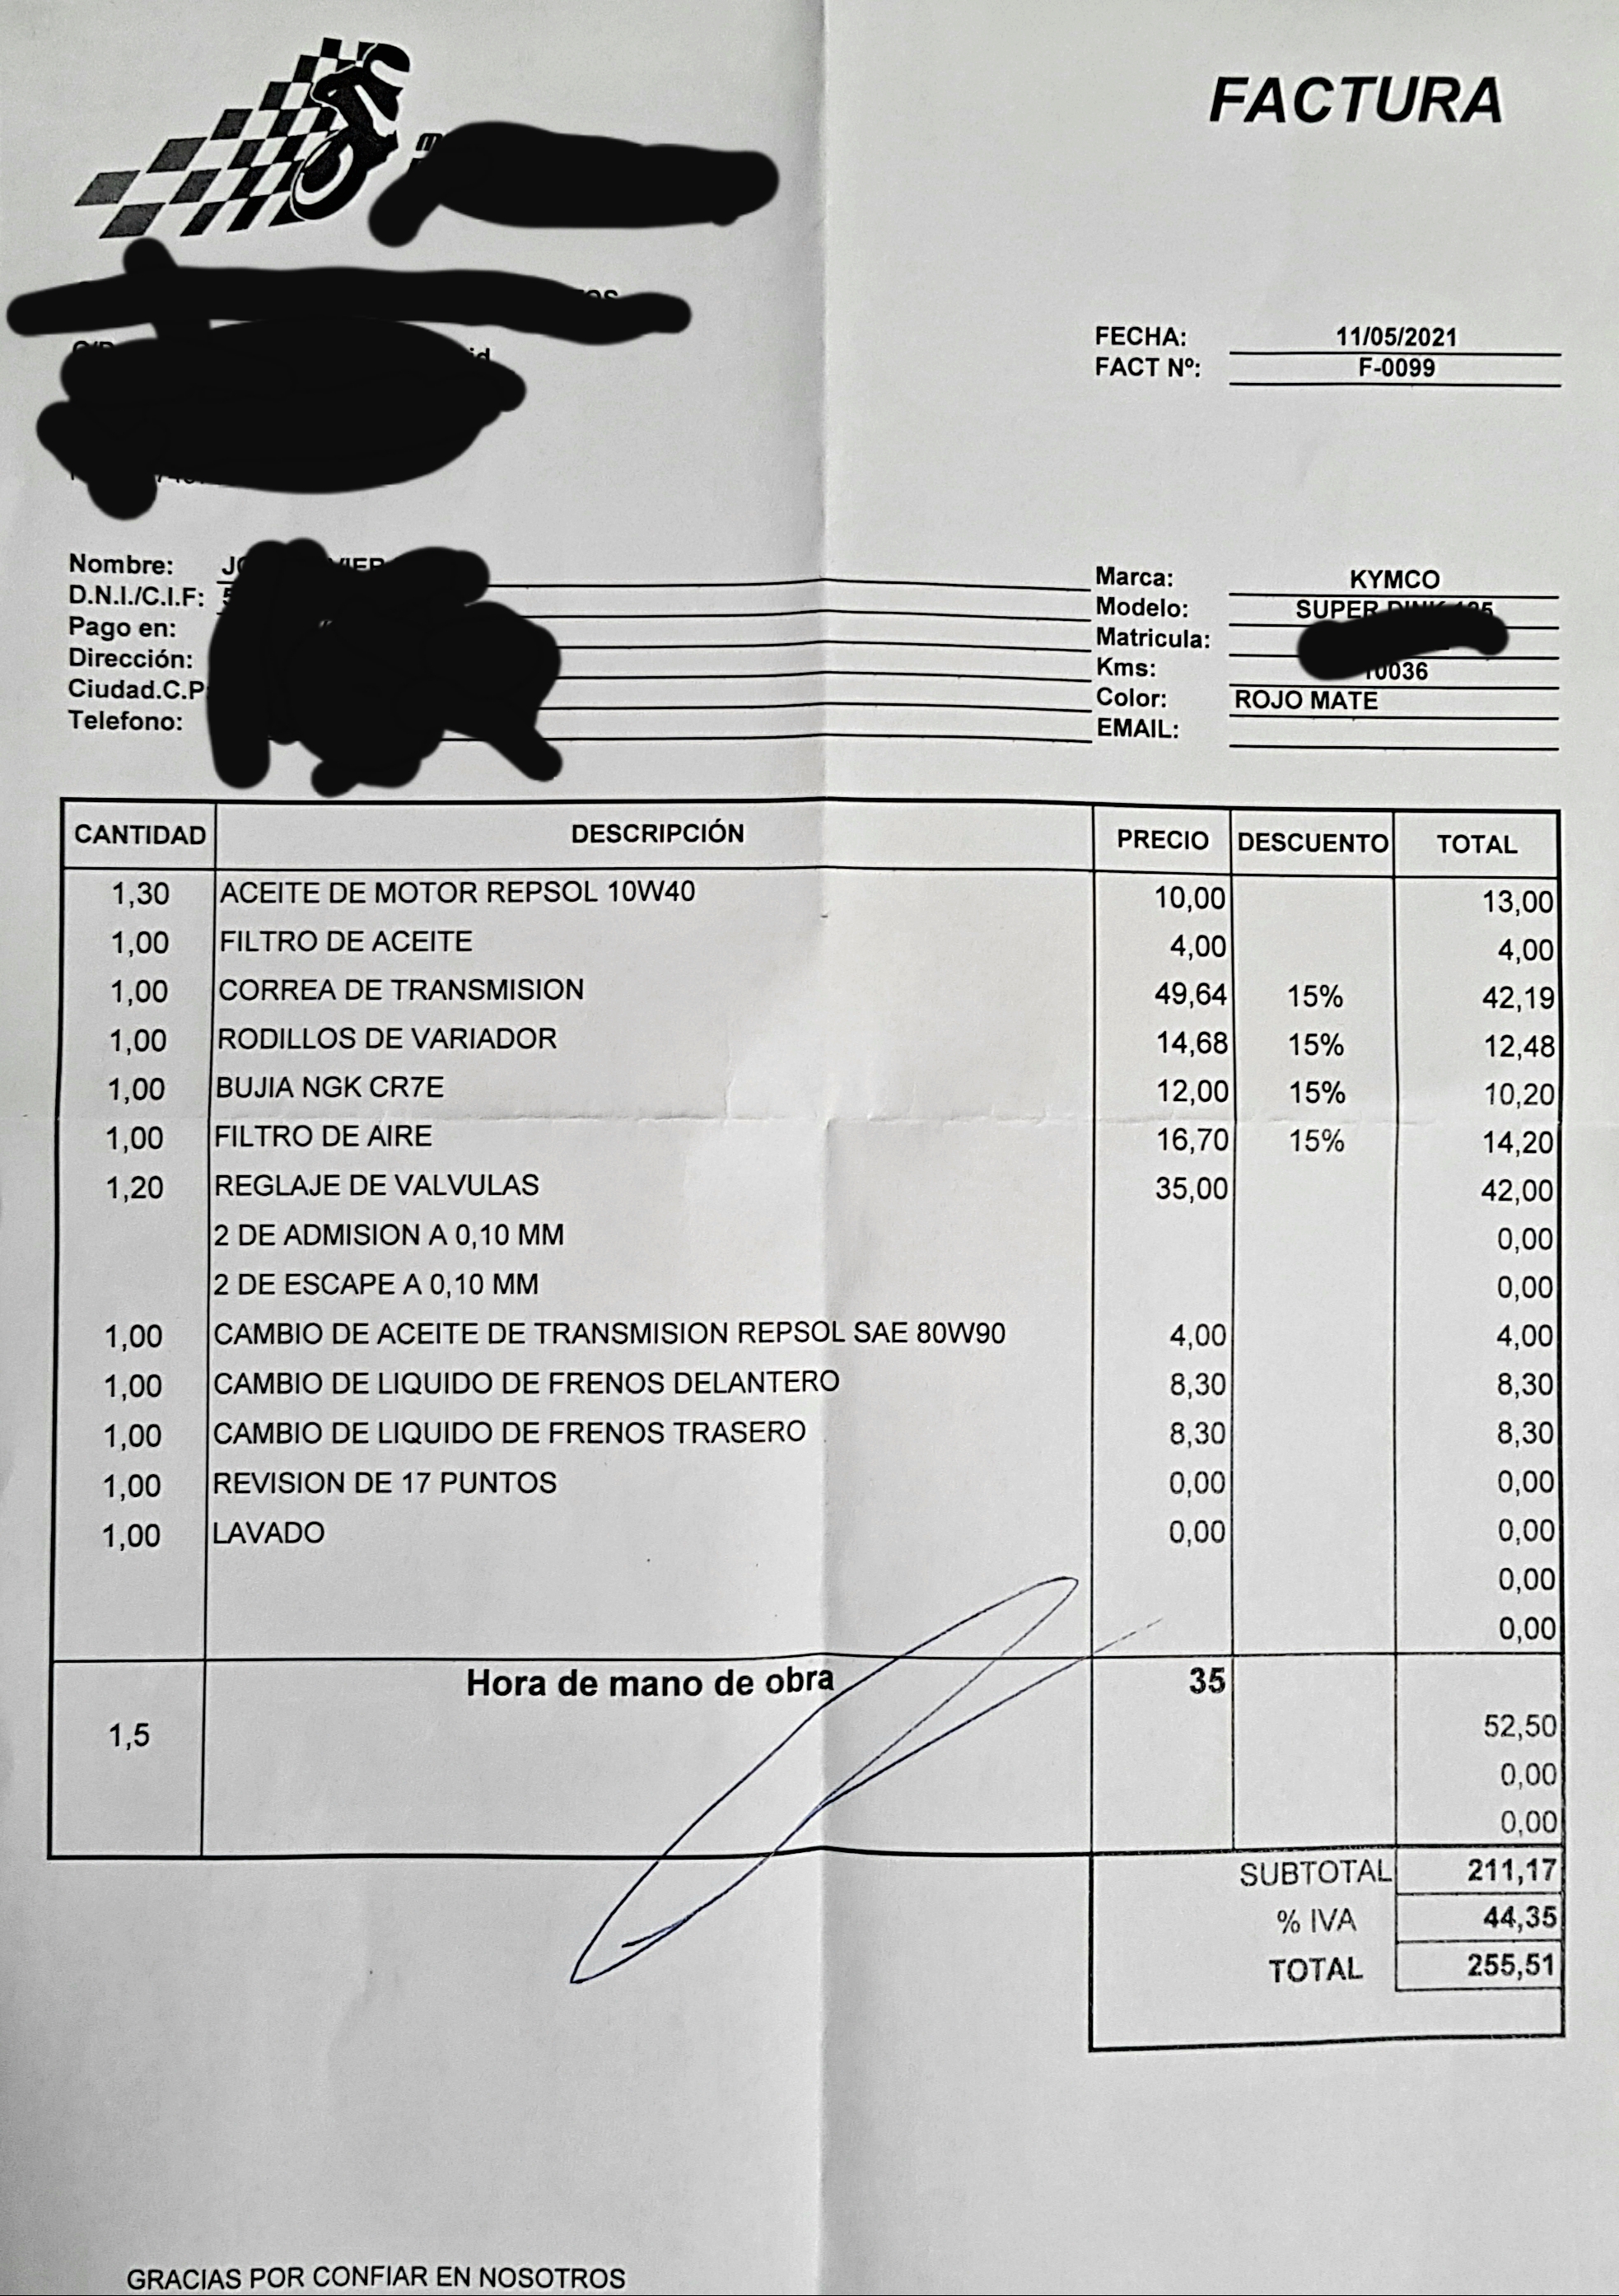 FACTURA
FECHA: 11/05/2021
FACT Nº: F-0099
Nombre:
D.N.I./C.I.F:
Pago en:
Dirección:
Ciudad.C.P
Telefono:
Marca: KYMCO
Modelo: SUPER DINK 125
Matricula:
Kms: 10036
Color: ROJO MATE
EMAIL:
CANTIDAD DESCRIPCIÓN PRECIO DESCUENTO TOTAL
1,30 ACEITE DE MOTOR REPSOL 10W40 10,00 13,00
1,00 FILTRO DE ACEITE 4,00 4,00
1,00 CORREA DE TRANSMISION 49,64 15% 42,19
1,00 RODILLOS DE VARIADOR 14,68 15% 12,48
1,00 BUJIA NGK CR7E 12,00 15% 10,20
1,00 FILTRO DE AIRE 16,70 15% 14,20
1,20 REGLAJE DE VALVULAS 35,00 42,00
2 DE ADMISION A 0,10 MM 0,00
2 DE ESCAPE A 0,10 MM 0,00
1,00 CAMBIO DE ACEITE DE TRANSMISION REPSOL SAE 80W90 4,00 4,00
1,00 CAMBIO DE LIQUIDO DE FRENOS DELANTERO 8,30 8,30
1,00 CAMBIO DE LIQUIDO DE FRENOS TRASERO 8,30 8,30
1,00 REVISION DE 17 PUNTOS 0,00 0,00
1,00 LAVADO 0,00 0,00
0,00
0,00
Hora de mano de obra 35
1,5 52,50
0,00
0,00
SUBTOTAL 211,17
% IVA 44,35
TOTAL 255,51
GRACIAS POR CONFIAR EN NOSOTROS